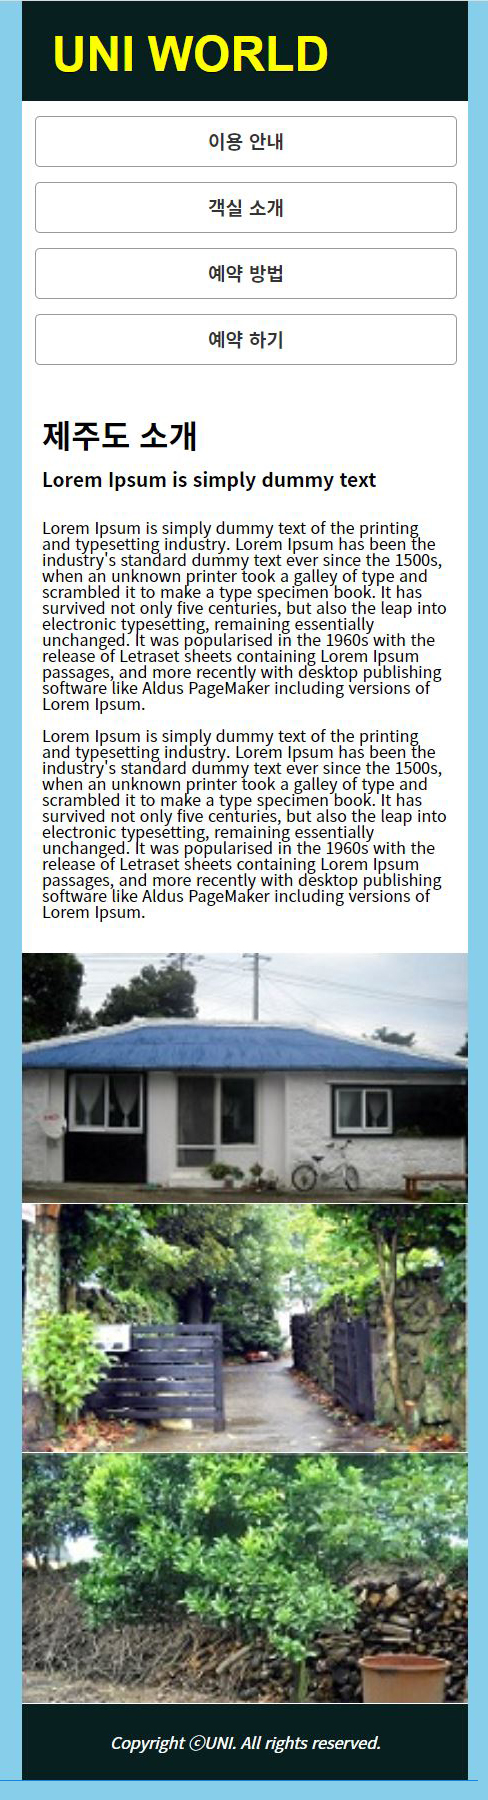 UNI WORLD
이용 안내
객실 소개
예약 방법
예약 하기
제주도 소개
Lorem Ipsum is simply dummy text
Lorem Ipsum is simply dummy text of the printing
and typesetting industry. Lorem Ipsum has been the
industry's standard dummy text ever since the 1500s,
when an unknown printer took a galley of type and
scrambled it to make a type specimen book. It has
survived not only five centuries, but also the leap into
electronic typesetting, remaining essentially
unchanged. It was popularised in the 1960s with the
release of Letraset sheets containing Lorem Ipsum
passages, and more recently with desktop publishing
software like Aldus PageMaker including versions of
Lorem Ipsum.
Lorem Ipsum is simply dummy text of the printing
and typesetting industry. Lorem Ipsum has been the
industry's standard dummy text ever since the 1500s,
when an unknown printer took a galley of type and
scrambled it to make a type specimen book. It has
survived not only five centuries, but also the leap into
electronic typesetting, remaining essentially
unchanged. It was popularised in the 1960s with the
release of Letraset sheets containing Lorem Ipsum
passages, and more recently with desktop publishing
software like Aldus PageMaker including versions of
Lorem Ipsum.
Copyright ⓒUNI. All rights reserved.